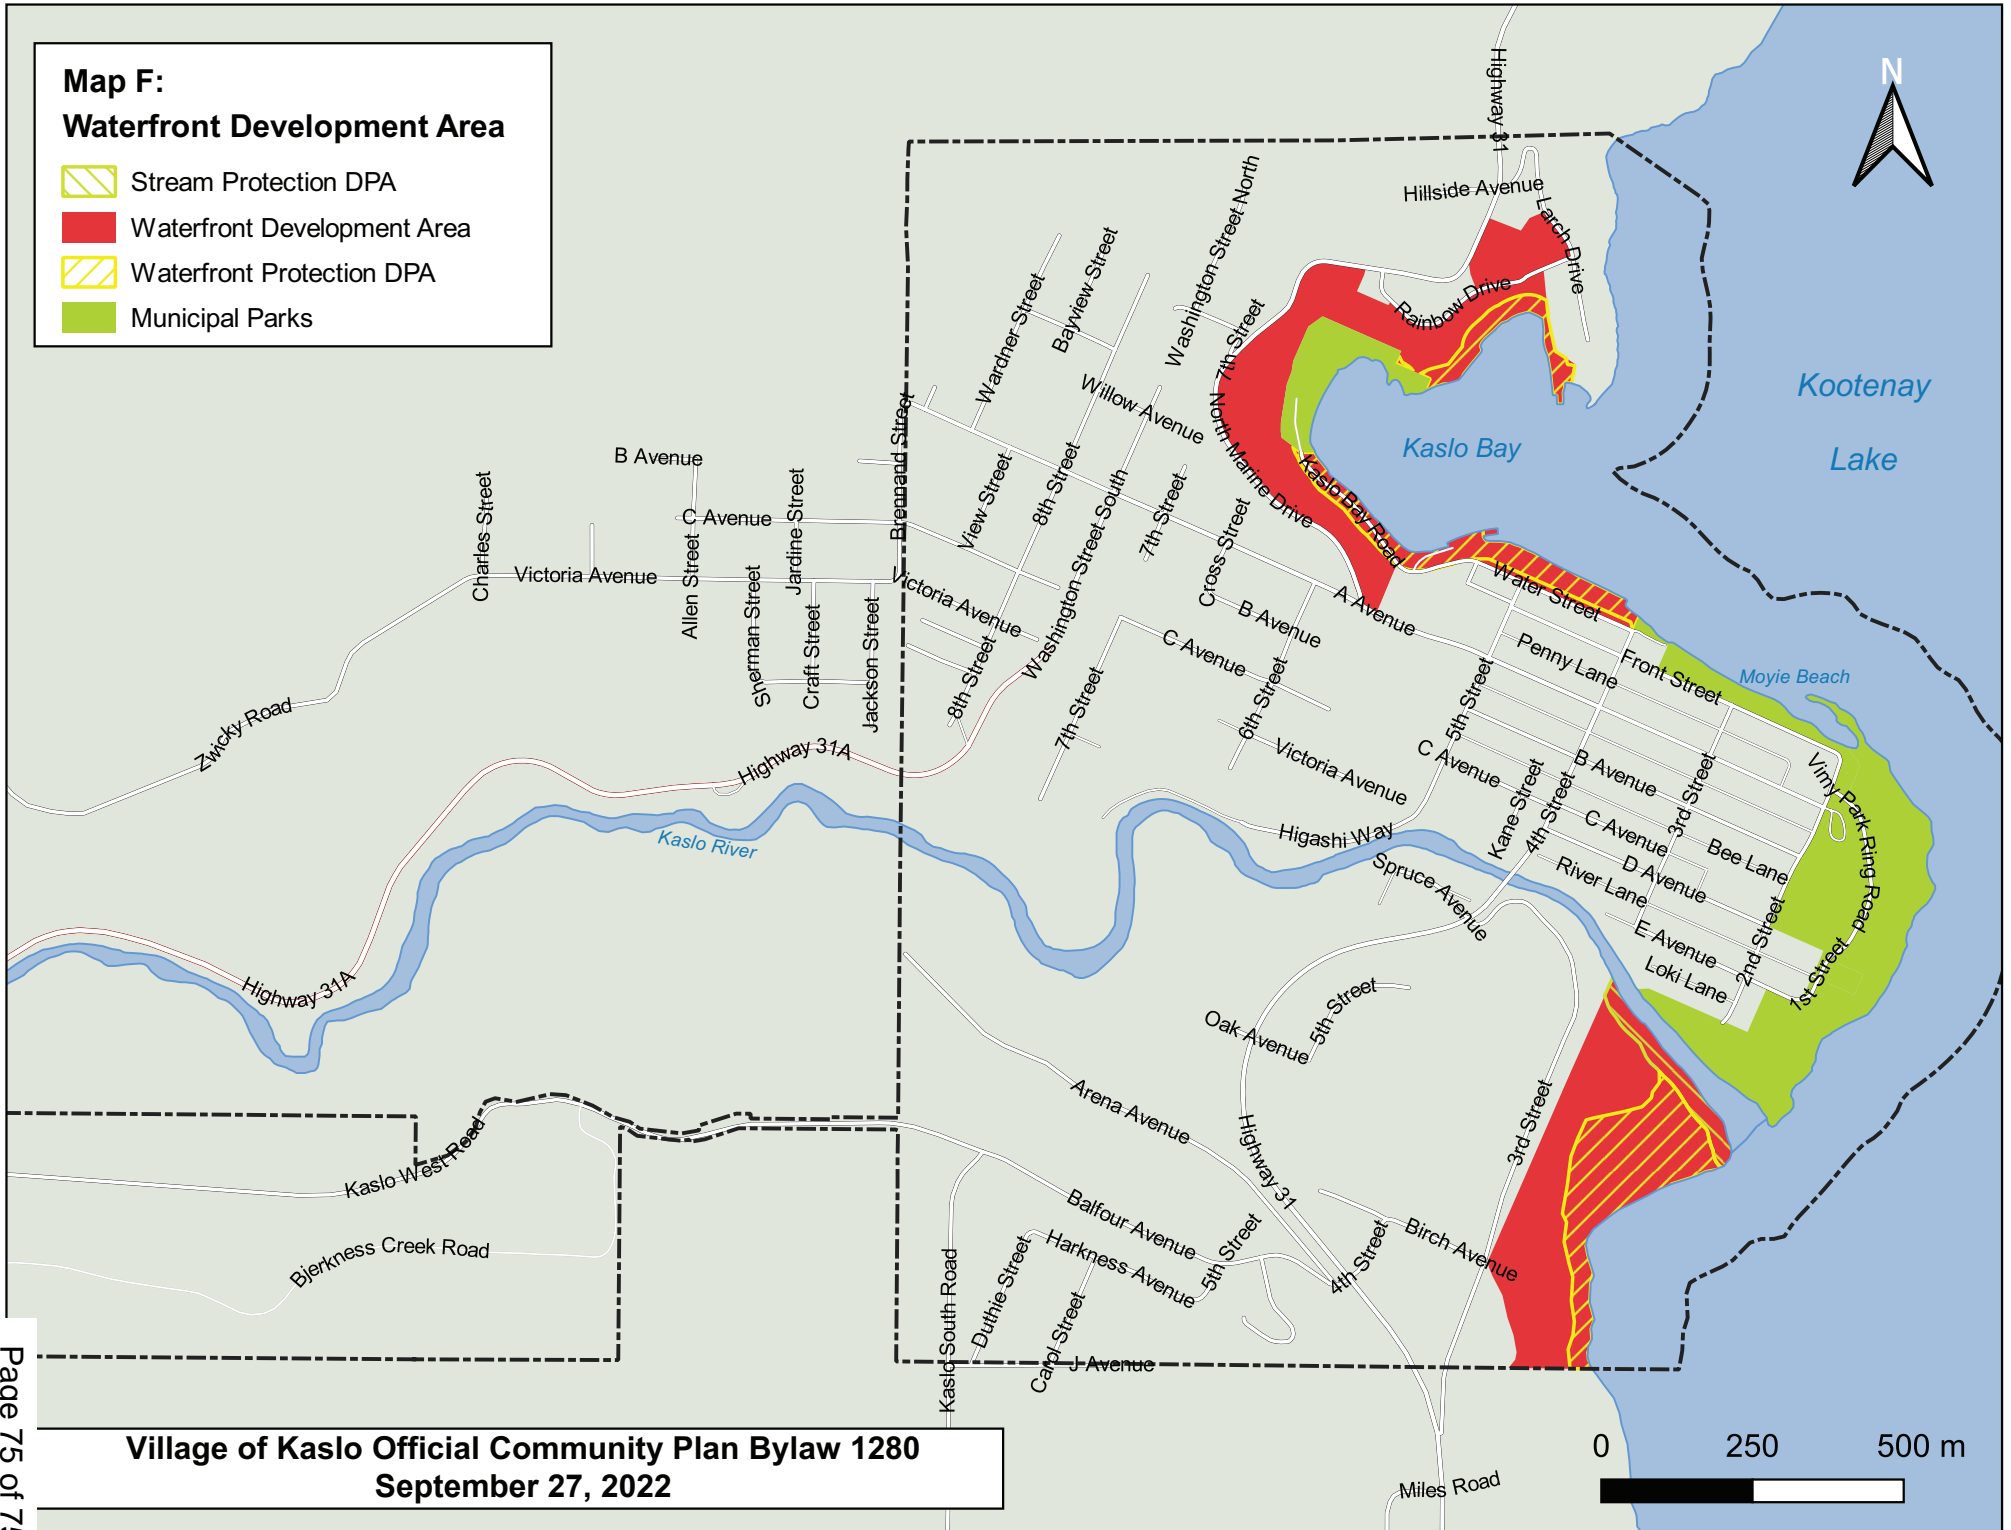 Map F:
Waterfront Development Area
Stream Protection DPA
Waterfront Development Area
Waterfront Protection DPA
Municipal Parks
N
Highway 31
Hillside Avenue
Larch Drive
Rainbow Drive
Washington Street North
Bayview Street
Wardner Street
7th Street
Willow Avenue
North Marine Drive
Kaslo Bay Road
Kaslo Bay
Kootenay
Lake
B Avenue
Charles Street
C Avenue
Jardine Street
Brennand Street
View Street
8th Street
Washington Street South
7th Street
Cross Street
Victoria Avenue
Allen Street
Sherman Street
Craft Street
Jackson Street
Victoria Avenue
8th Street
B Avenue
A Avenue
C Avenue
6th Street
7th Street
Water Street
Penny Lane
Front Street
Moyie Beach
5th Street
Zwicky Road
Highway 31A
Victoria Avenue
C Avenue
B Avenue
3rd Street
Vimy Park Ring Road
Kane Street
4th Street
C Avenue
Bee Lane
Kaslo River
Higashi Way
Spruce Avenue
D Avenue
River Lane
E Avenue
Loki Lane
2nd Street
1st Street
Highway 31A
Oak Avenue
5th Street
Arena Avenue
3rd Street
Highway 31
Kaslo West Road
Bjerkness Creek Road
Balfour Avenue
Harkness Avenue
5th Street
4th Street
Birch Avenue
Kaslo South Road
Duthie Street
Carol Street
J Avenue
Miles Road
0 250 500 m
Village of Kaslo Official Community Plan Bylaw 1280
September 27, 2022
Page 75 of 75